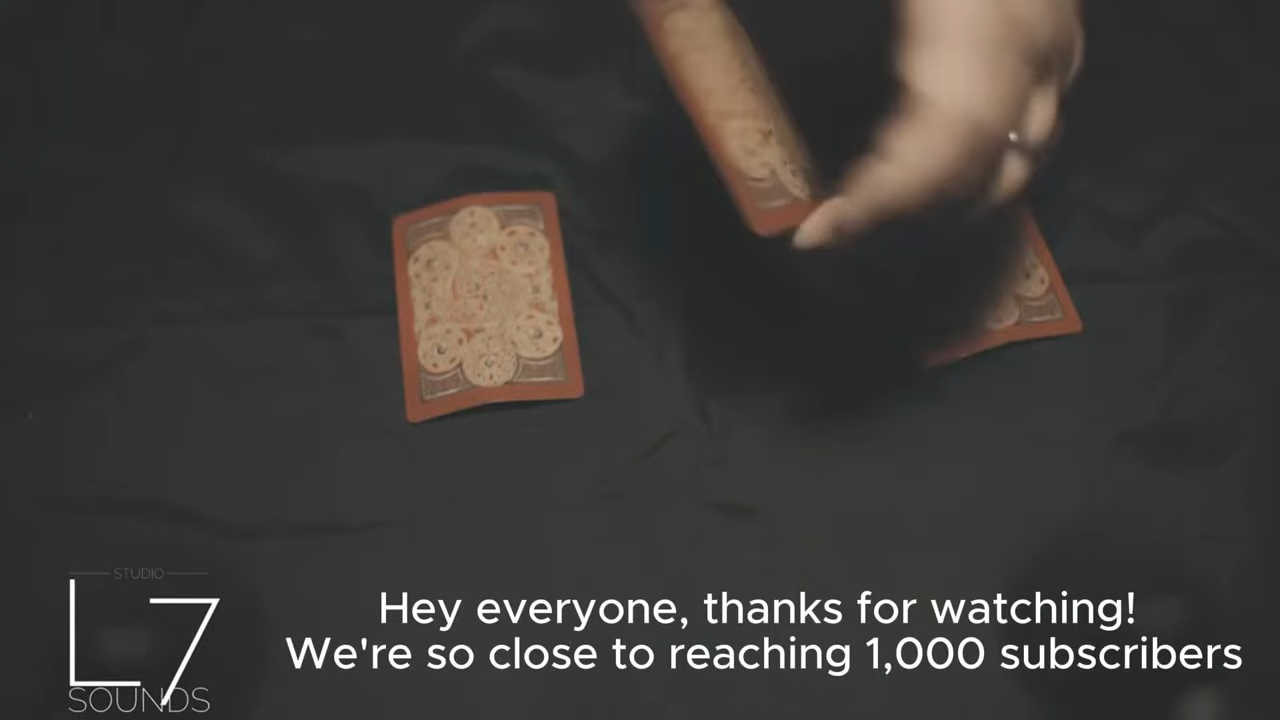 STUDIO
L7
SOUNDS
Hey everyone, thanks for watching!
We're so close to reaching 1,000 subscribers